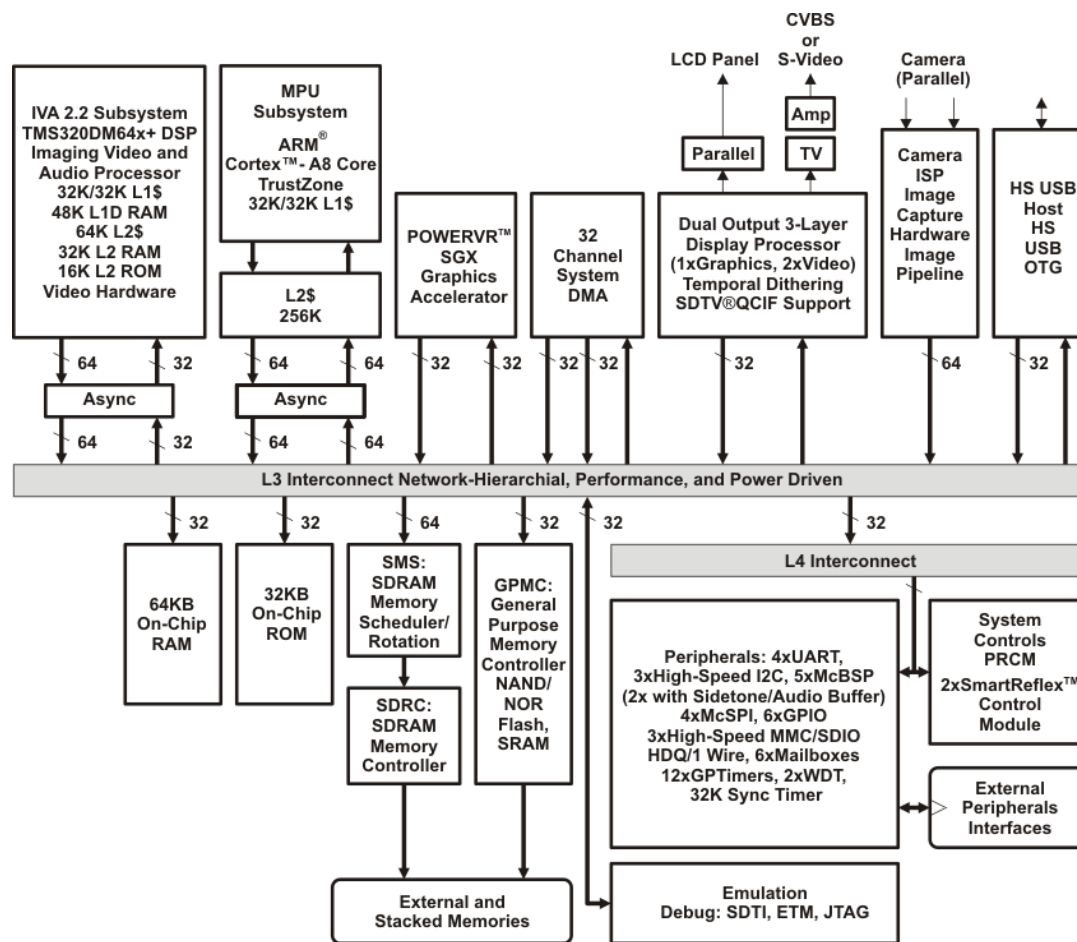 CVBS
or
S-Video
LCD Panel
Camera
(Parallel)
Amp
Parallel
TV
IVA 2.2 Subsystem
TMS320DM64x+ DSP
Imaging Video and
Audio Processor
32K/32K L1$
48K L1D RAM
64K L2$
32K L2 RAM
16K L2 ROM
Video Hardware
MPU
Subsystem
ARM®
Cortex™- A8 Core
TrustZone
32K/32K L1$
L2$
256K
POWERVR™
SGX
Graphics
Accelerator
32
Channel
System
DMA
Dual Output 3-Layer
Display Processor
(1xGraphics, 2xVideo)
Temporal Dithering
SDTV®QCIF Support
Camera
ISP
Image
Capture
Hardware
Image
Pipeline
HS USB
Host
HS
USB
OTG
64
32
64
64
32
32
32
32
32
64
32
Async
Async
64
32
64
64
L3 Interconnect Network-Hierarchial, Performance, and Power Driven
32
32
64
32
32
32
64KB
On-Chip
RAM
32KB
On-Chip
ROM
SMS:
SDRAM
Memory
Scheduler/
Rotation
SDRC:
SDRAM
Memory
Controller
GPMC:
General
Purpose
Memory
Controller
NAND/
NOR
Flash,
SRAM
L4 Interconnect
Peripherals: 4xUART,
3xHigh-Speed I2C, 5xMcBSP
(2x with Sidetone/Audio Buffer)
4xMcSPI, 6xGPIO
3xHigh-Speed MMC/SDIO
HDQ/1 Wire, 6xMailboxes
12xGPTimers, 2xWDT,
32K Sync Timer
System
Controls
PRCM
2xSmartReflex™
Control
Module
External
Peripherals
Interfaces
External and
Stacked Memories
Emulation
Debug: SDTI, ETM, JTAG